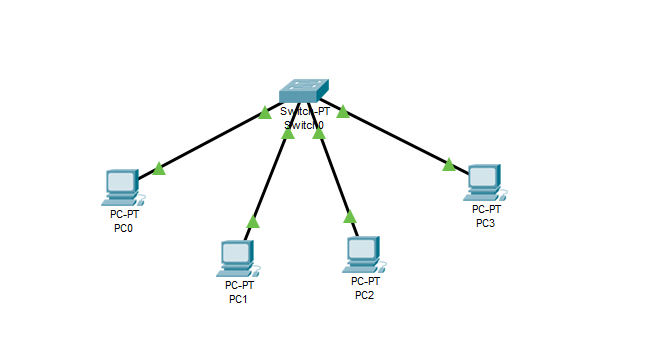 Switch-PT
Switch0
PC-PT
PC0
PC-PT
PC1
PC-PT
PC2
PC-PT
PC3